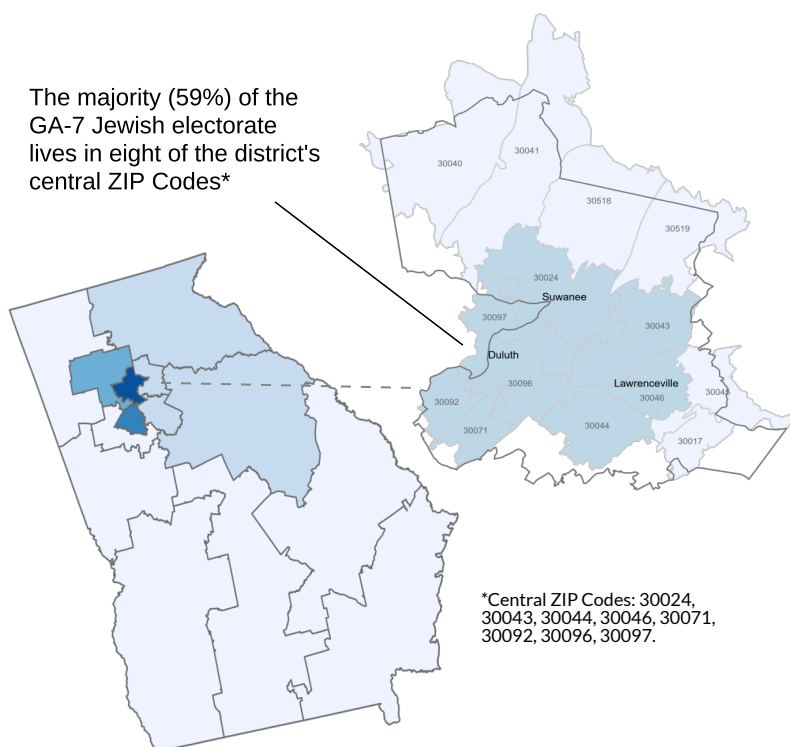 The majority (59%) of the
GA-7 Jewish electorate
lives in eight of the district's
central ZIP Codes*
30040
30041
30518
30519
30024
Suwanee
30097
30043
Duluth
30096
Lawrenceville
30046
30092
30071
30044
30017
*Central ZIP Codes: 30024,
30043, 30044, 30046, 30071,
30092, 30096, 30097.